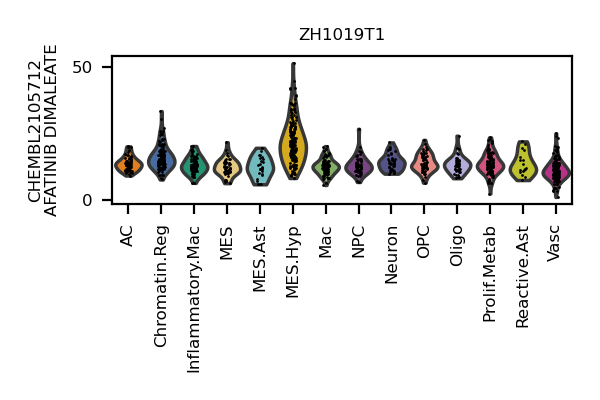 ZH1019T1
CHEMBL2105712
AFATINIB DIMALEATE
50
0
AC
Chromatin.Reg
Inflammatory.Mac
MES
MES.Ast
MES.Hyp
Mac
NPC
Neuron
OPC
Oligo
Prolif.Metab
Reactive.Ast
Vasc